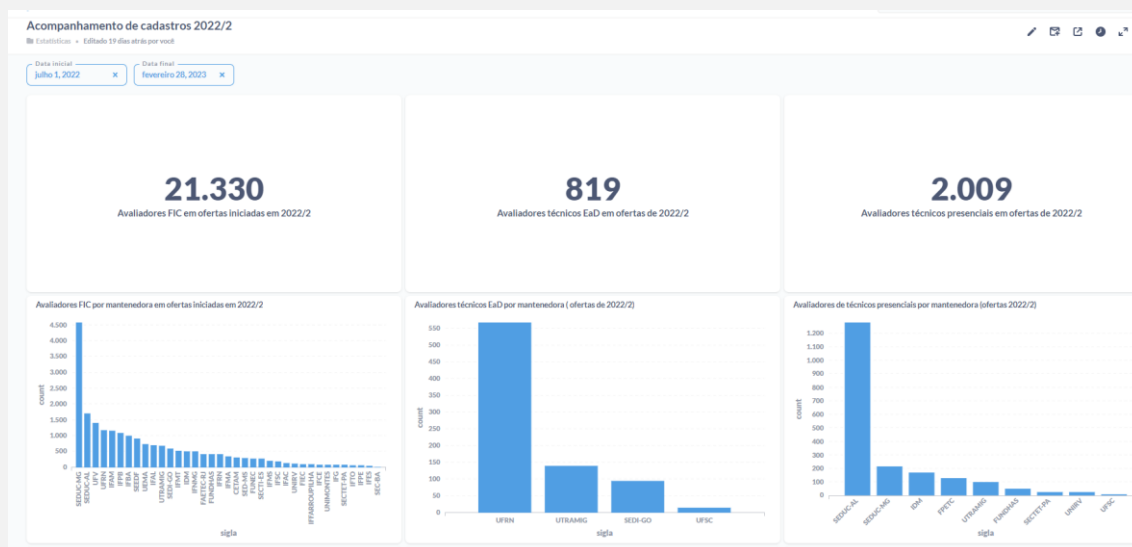 Acompanhamento de cadastros 2022/2
Estatísticas • Editado 19 dias atrás por você
Data inicial
julho 1, 2022 ×
Data final
fevereiro 28, 2023 ×
21.330
Avaliadores FIC em ofertas iniciadas em 2022/2
819
Avaliadores técnicos EaD em ofertas de 2022/2
2.009
Avaliadores técnicos presenciais em ofertas de 2022/2
Avaliadores FIC por mantenedora em ofertas iniciadas em 2022/2
4.500
4.000
3.500
3.000
2.500
2.000
1.500
1.000
500
0
count
SEDUC-MG
SEDUC-AL
UFV
UFRN
IFAM
IFPB
IFBA
SEEDF
UEMA
IFAL
UTRAMIG
SEDI-GO
IFMT
IDM
IFNMG
FAETEC-RJ
FUNDHAS
IFRN
IFMA
CETAM
SED-MS
FUNEC
SECTI-ES
IFMS
IFSC
IFAC
UNIRV
FIEC
IFFARROUPILHA
IFCE
UNIMONTES
IFG
SECTET-PA
IFTO
IFPE
IFES
SEC-BA
sigla
Avaliadores técnicos EaD por mantenedora ( ofertas de 2022/2)
550
500
450
400
350
300
250
200
150
100
50
0
count
UFRN
UTRAMIG
SEDI-GO
UFSC
sigla
Avaliadores de técnicos presenciais por mantenedora (ofertas 2022/2)
1.200
1.100
1.000
900
800
700
600
500
400
300
200
100
0
count
SEDUC-AL
SEDUC-MG
IDM
FPETC
UTRAMIG
FUNDHAS
SECTET-PA
UNIRV
UFSC
sigla